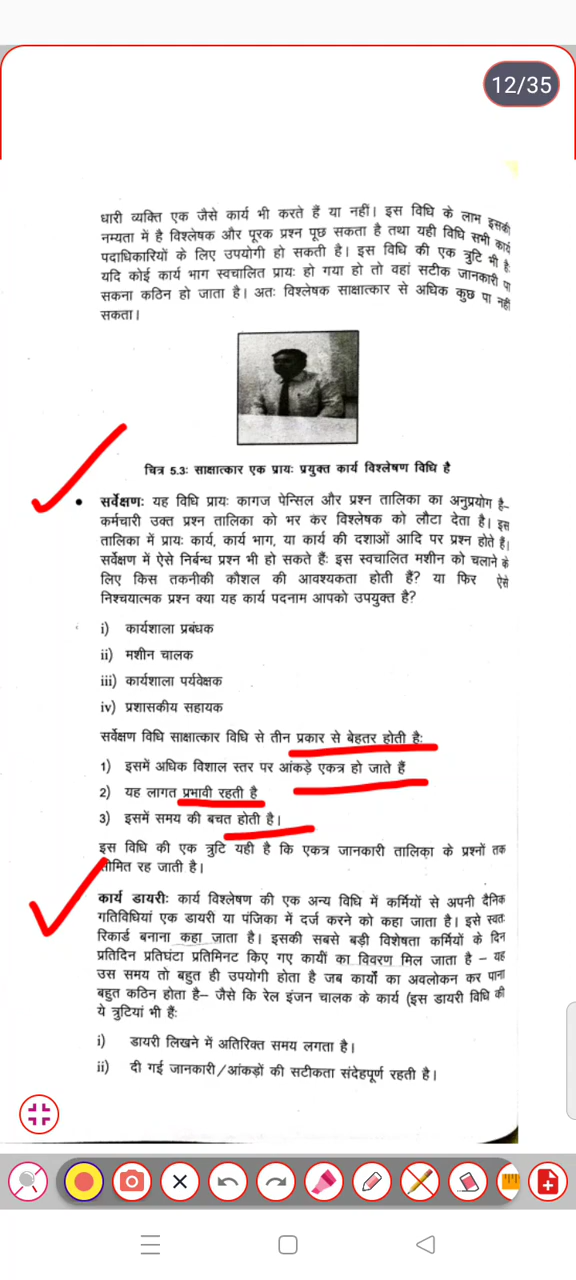 12/35
धारी व्यक्ति एक जैसे कार्य भी करते हैं या नहीं। इस विधि के लाभ इसकी
नम्यता में है विश्लेषक और पूरक प्रश्न पूछ सकता है तथा यही विधि सभी कार्य
पदाधिकारियों के लिए उपयोगी हो सकती है। इस विधि की एक त्रुटि भी है:
यदि कोई कार्य भाग स्वचालित प्रायः हो गया हो तो वहां सटीक जानकारी पा
सकना कठिन हो जाता है। अतः विश्लेषक साक्षात्कार से अधिक कुछ पा नहीं
सकता।
चित्र 5.3: साक्षात्कार एक प्रायः प्रयुक्त कार्य विश्लेषण विधि है
• सर्वेक्षणः यह विधि प्रायः कागज पेन्सिल और प्रश्न तालिका का अनुप्रयोग है-
कर्मचारी उक्त प्रश्न तालिका को भर कर विश्लेषक को लौटा देता है। इस
तालिका में प्रायः कार्य, कार्य भाग, या कार्य की दशाओं आदि पर प्रश्न होते हैं।
सर्वेक्षण में ऐसे निर्बन्ध प्रश्न भी हो सकते हैंः इस स्वचालित मशीन को चलाने के
लिए किस तकनीकी कौशल की आवश्यकता होती हैं? या फिर ऐसे
निश्चयात्मक प्रश्न क्या यह कार्य पदनाम आपको उपयुक्त है?
i) कार्यशाला प्रबंधक
ii) मशीन चालक
iii) कार्यशाला पर्यवेक्षक
iv) प्रशासकीय सहायक
सर्वेक्षण विधि साक्षात्कार विधि से तीन प्रकार से बेहतर होती है:
1) इसमें अधिक विशाल स्तर पर आंकड़े एकत्र हो जाते हैं
2) यह लागत प्रभावी रहती है
3) इसमें समय की बचत होती है।
इस विधि की एक त्रुटि यही है कि एकत्र जानकारी तालिका के प्रश्नों तक
सीमित रह जाती है।
कार्य डायरीः कार्य विश्लेषण की एक अन्य विधि में कर्मियों से अपनी दैनिक
गतिविधियां एक डायरी या पंजिका में दर्ज करने को कहा जाता है। इसे स्वतः
रिकार्ड बनाना कहा जाता है। इसकी सबसे बड़ी विशेषता कर्मियों के दिन
प्रतिदिन प्रतिघंटा प्रतिमिनट किए गए कार्यों का विवरण मिल जाता है – यह
उस समय तो बहुत ही उपयोगी होता है जब कार्यों का अवलोकन कर पाना
बहुत कठिन होता है– जैसे कि रेल इंजन चालक के कार्य (इस डायरी विधि की
ये त्रुटियां भी हैंः
i) डायरी लिखने में अतिरिक्त समय लगता है।
ii) दी गई जानकारी/आंकड़ों की सटीकता संदेहपूर्ण रहती है।